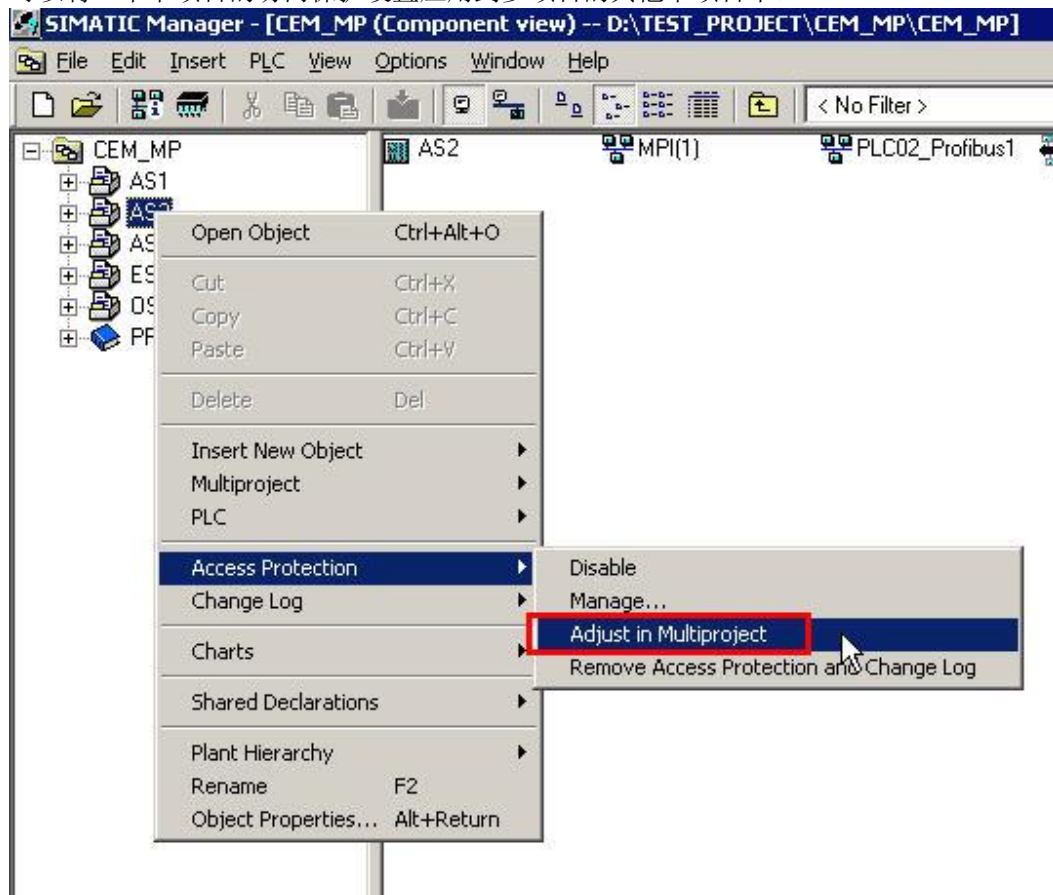 SIMATIC Manager - [CEM_MP (Component view) -- D:\TEST_PROJECT\CEM_MP\CEM_MP]
File Edit Insert PLC View Options Window Help
< No Filter >
CEM_MP
AS1
AS2 MPI(1) PLC02_Profibus1
Open Object Ctrl+Alt+O
Cut Ctrl+X
Copy Ctrl+C
Paste Ctrl+V
Delete Del
Insert New Object
Multiproject
PLC
Access Protection
Change Log
Charts
Shared Declarations
Plant Hierarchy
Rename F2
Object Properties... Alt+Return
Disable
Manage...
Adjust in Multiproject
Remove Access Protection and Change Log